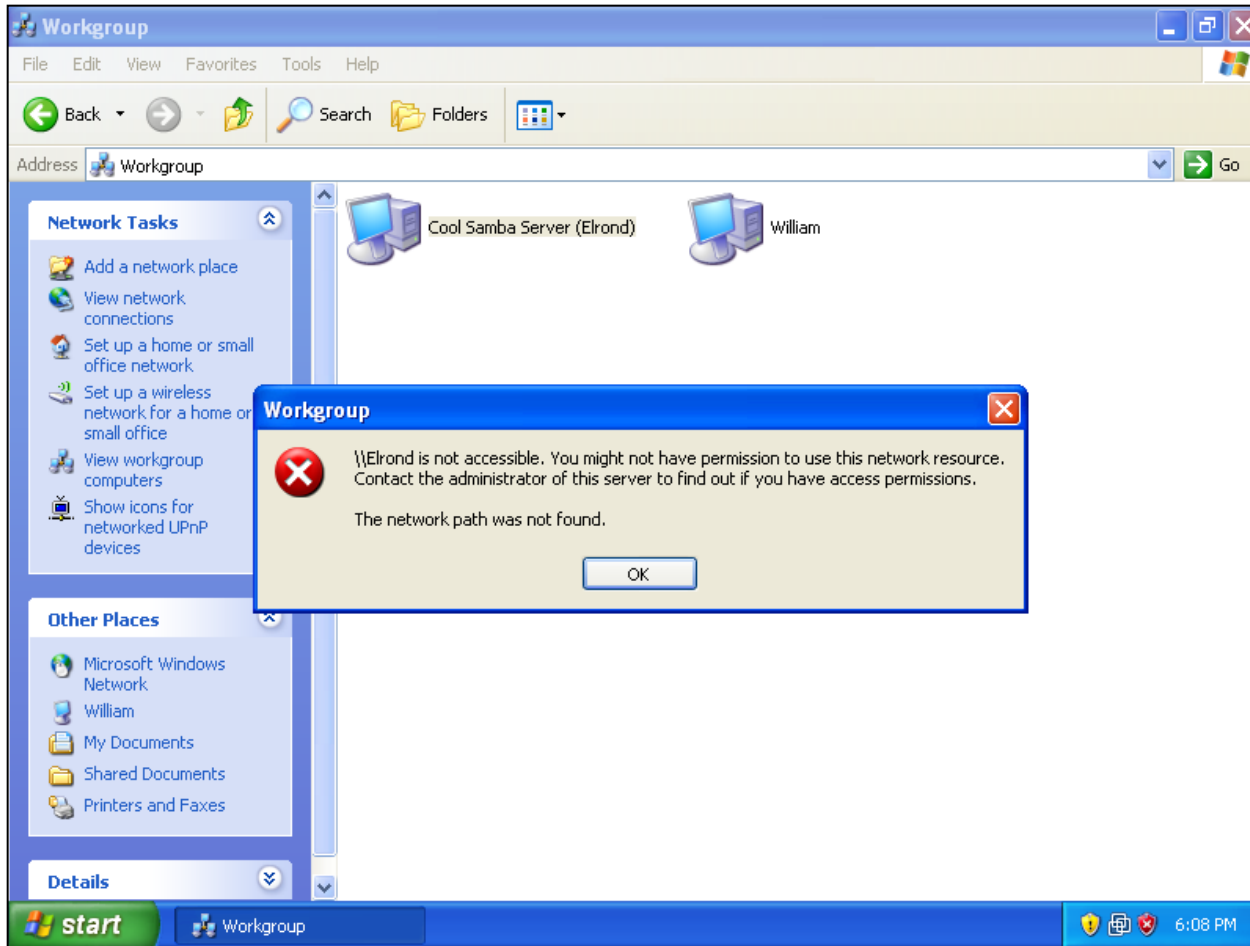 Workgroup
File Edit View Favorites Tools Help
Back Search Folders
Address Workgroup Go
Network Tasks
Add a network place
View network
connections
Set up a home or small
office network
Set up a wireless
network for a home or
small office
View workgroup
computers
Show icons for
networked UPnP
devices
Other Places
Microsoft Windows
Network
William
My Documents
Shared Documents
Printers and Faxes
Details
Cool Samba Server (Elrond)
William
Workgroup
\\Elrond is not accessible. You might not have permission to use this network resource.
Contact the administrator of this server to find out if you have access permissions.
The network path was not found.
OK
start Workgroup 6:08 PM